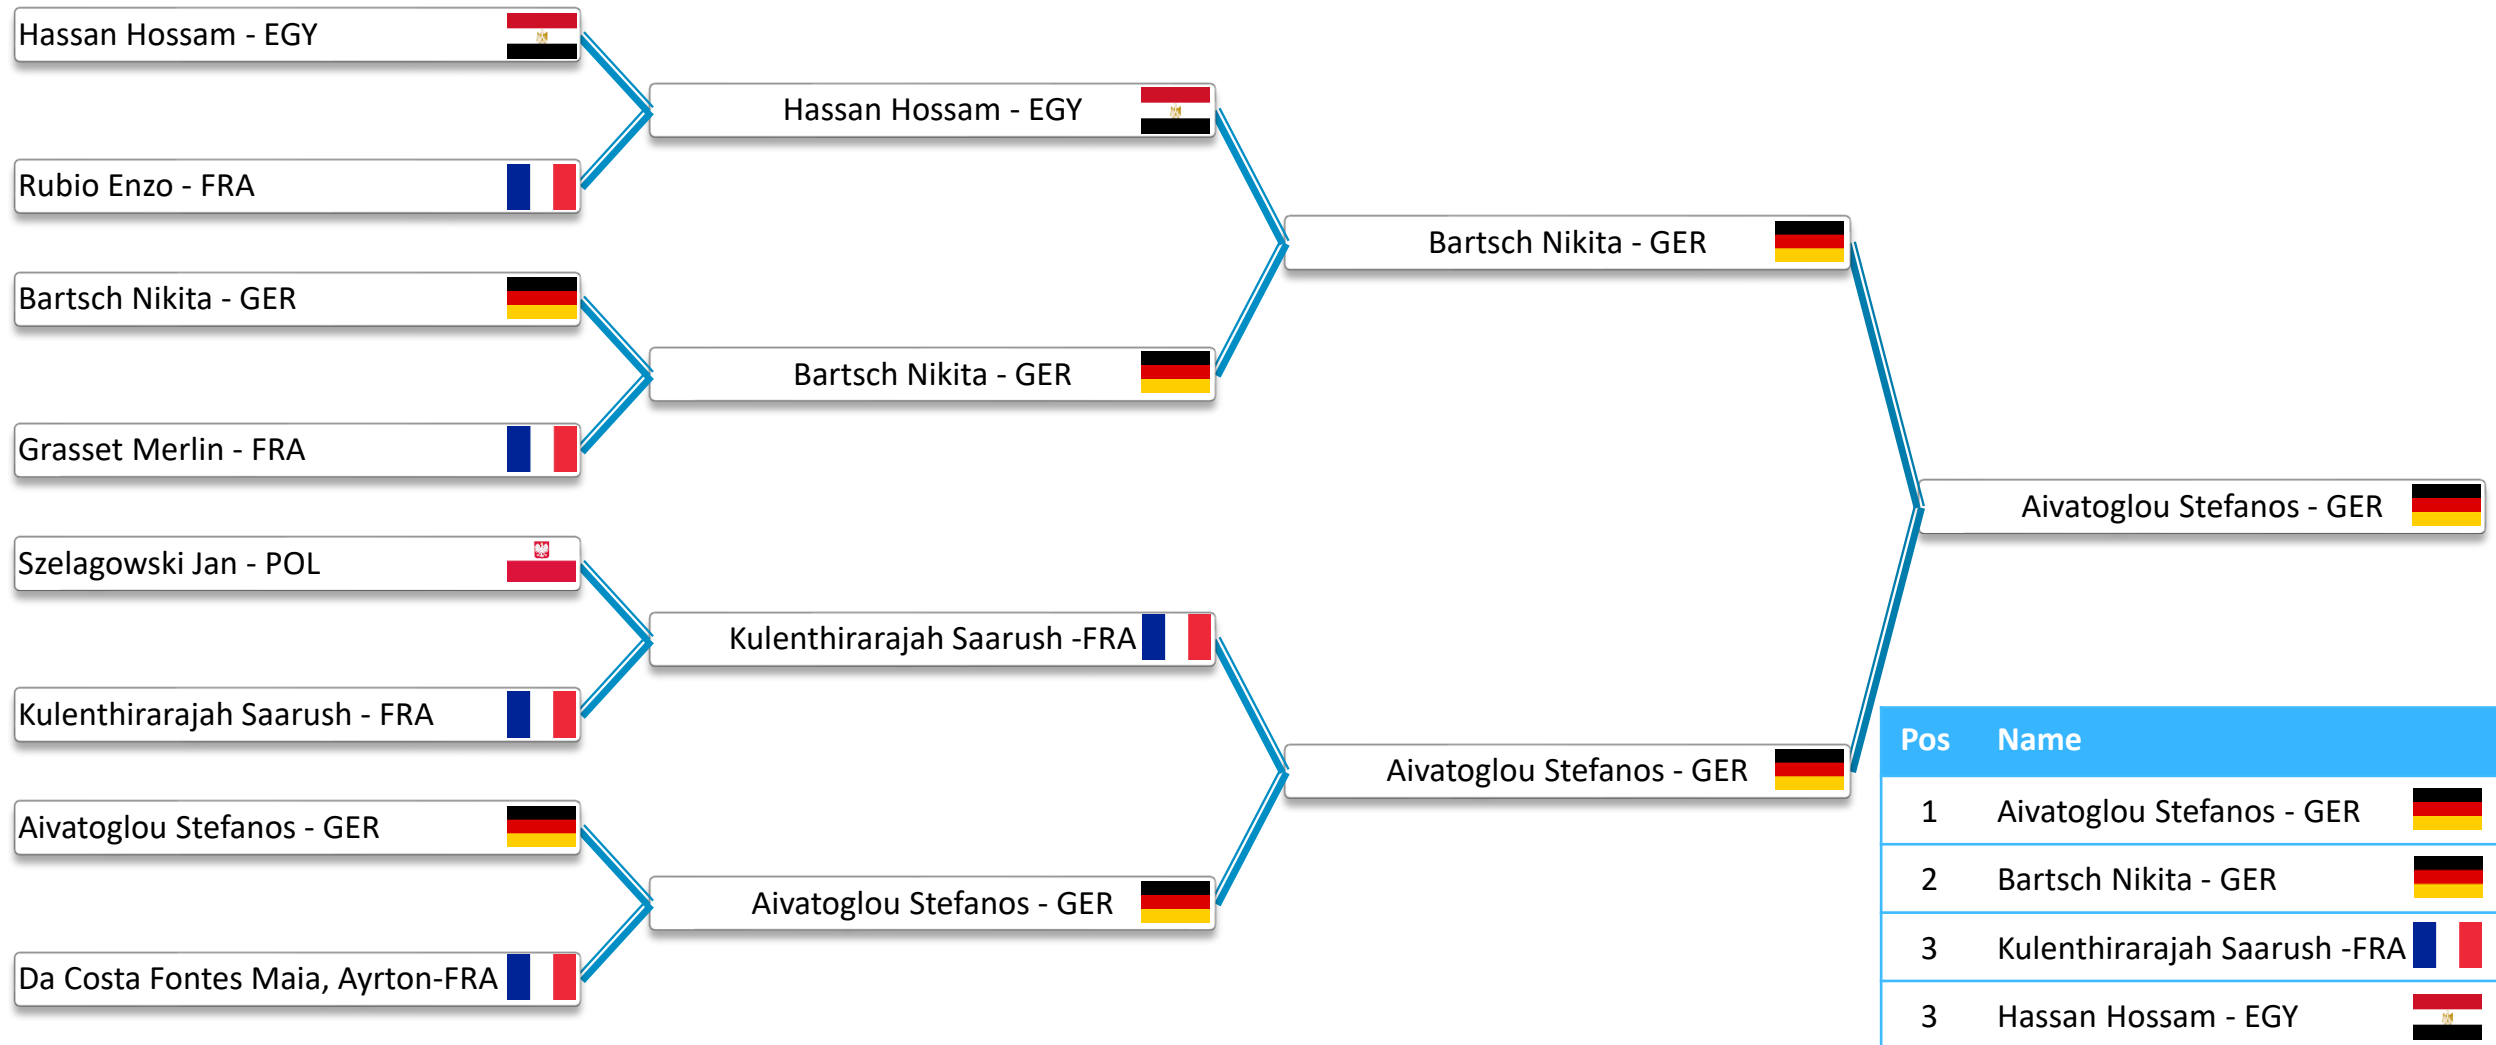 Hassan Hossam - EGY
Rubio Enzo - FRA
Bartsch Nikita - GER
Grasset Merlin - FRA
Szelagowski Jan - POL
Kulenthirarajah Saarush - FRA
Aivatoglou Stefanos - GER
Da Costa Fontes Maia, Ayrton-FRA
Hassan Hossam - EGY
Bartsch Nikita - GER
Kulenthirarajah Saarush -FRA
Aivatoglou Stefanos - GER
Bartsch Nikita - GER
Aivatoglou Stefanos - GER
Aivatoglou Stefanos - GER
Pos Name
1 Aivatoglou Stefanos - GER
2 Bartsch Nikita - GER
3 Kulenthirarajah Saarush -FRA
3 Hassan Hossam - EGY